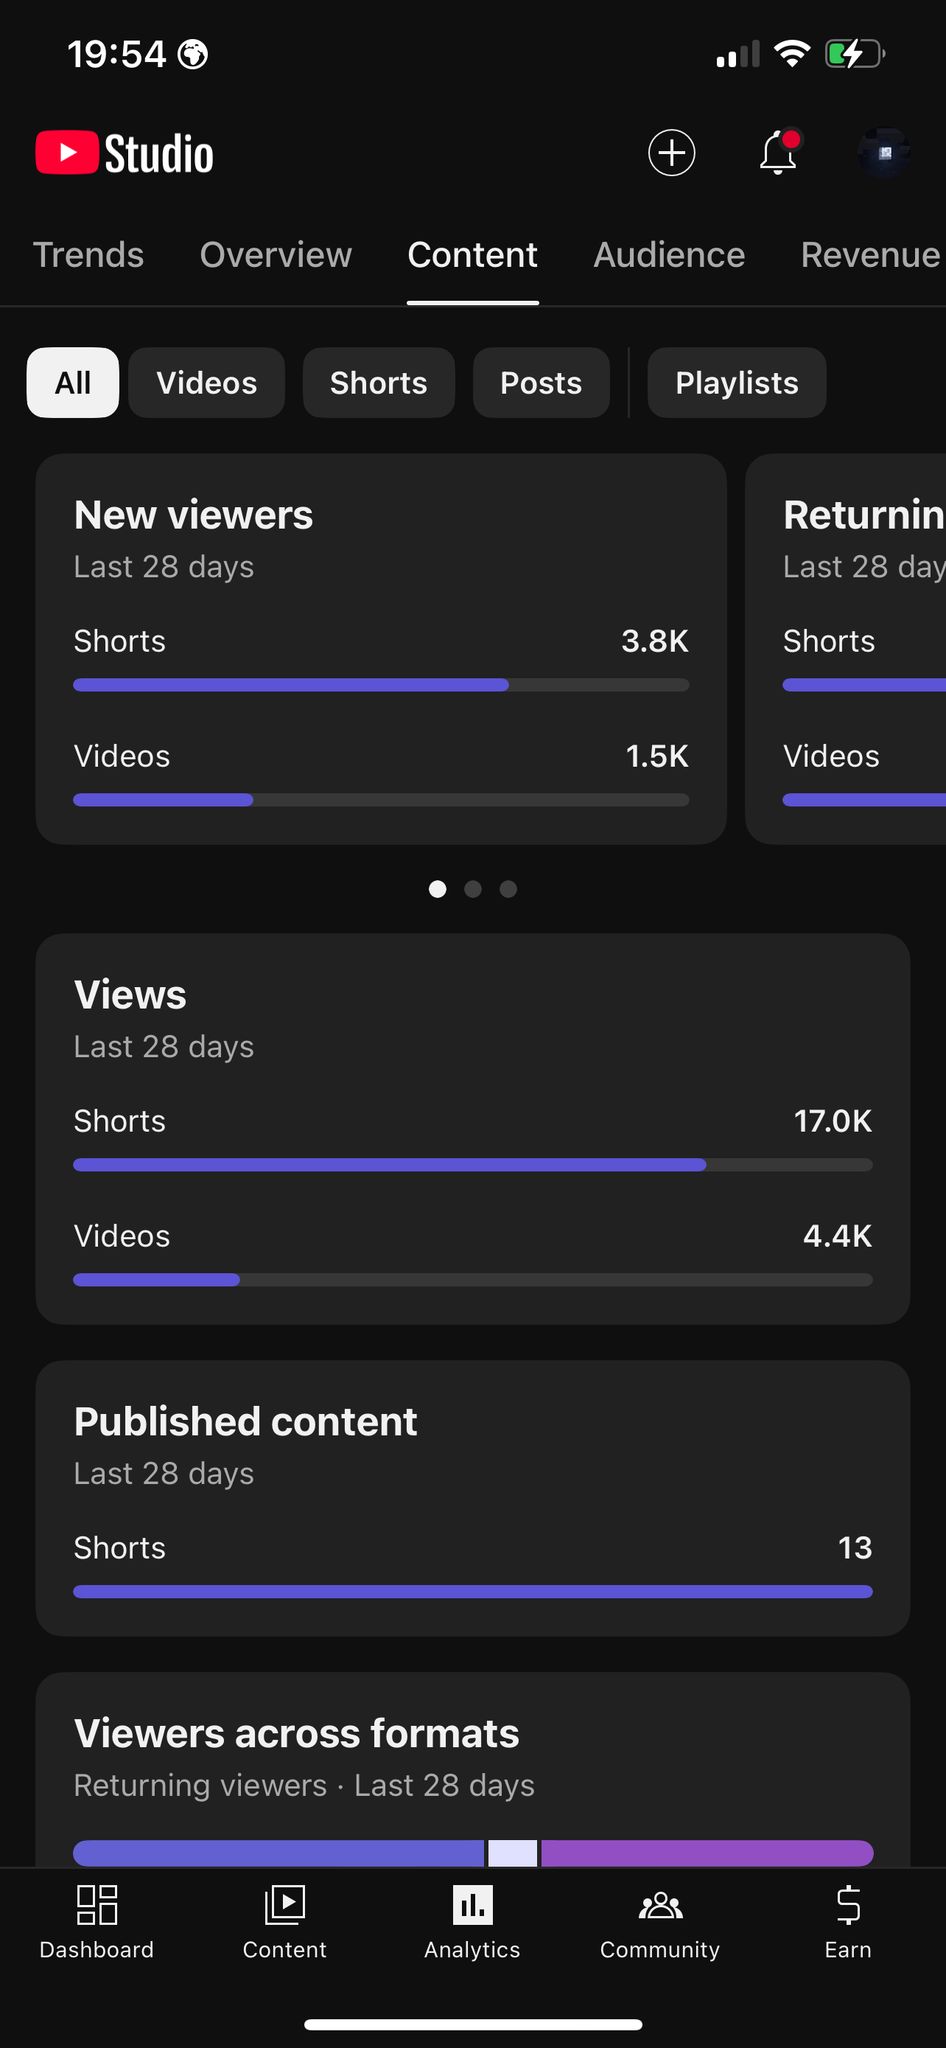 19:54
Studio
Trends Overview Content Audience Revenue
All Videos Shorts Posts Playlists
New viewers
Last 28 days
Shorts 3.8K
Videos 1.5K
Returnin
Last 28 day
Shorts
Videos
Views
Last 28 days
Shorts 17.0K
Videos 4.4K
Published content
Last 28 days
Shorts 13
Viewers across formats
Returning viewers · Last 28 days
Dashboard Content Analytics Community Earn